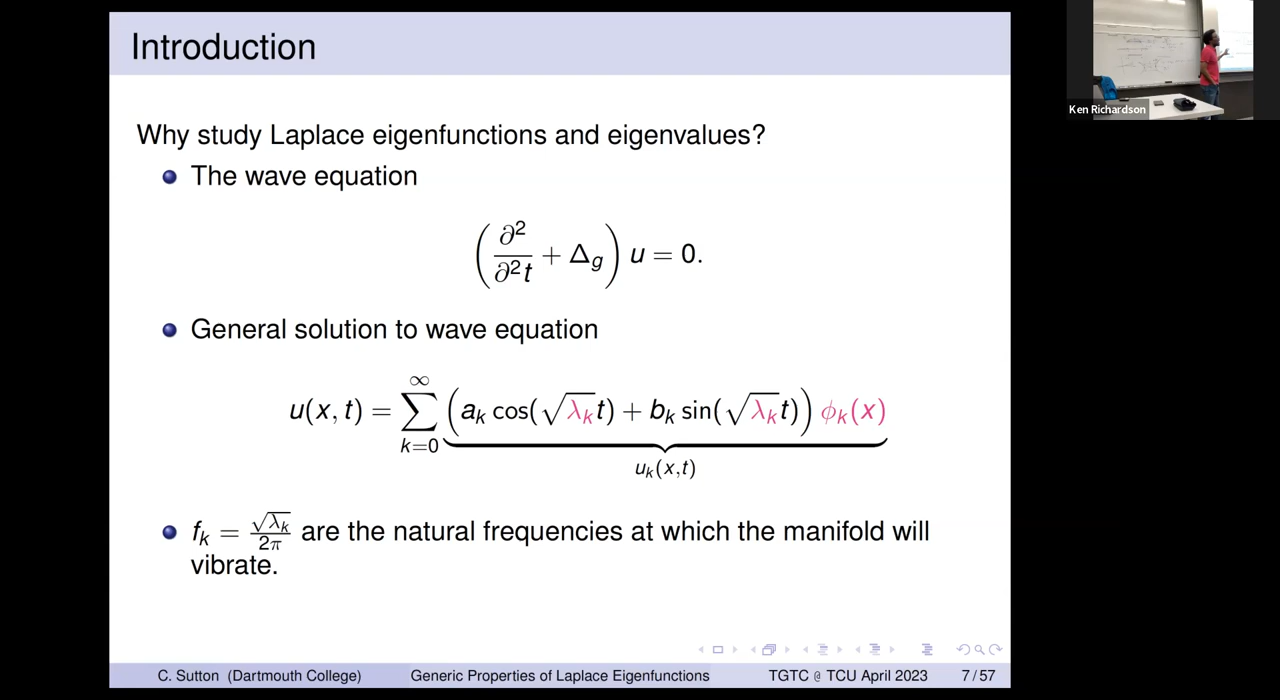 Introduction
Ken Richardson
Why study Laplace eigenfunctions and eigenvalues?
The wave equation
(∂²/∂²t + Δ_g) u = 0.
General solution to wave equation
u(x, t) = ∑_{k=0}^{∞} (a_k cos(√λ_k t) + b_k sin(√λ_k t)) ϕ_k(x)
u_k(x,t)
f_k = √λ_k/2π are the natural frequencies at which the manifold will
vibrate.
C. Sutton (Dartmouth College) Generic Properties of Laplace Eigenfunctions TGTC @ TCU April 2023 7 / 57